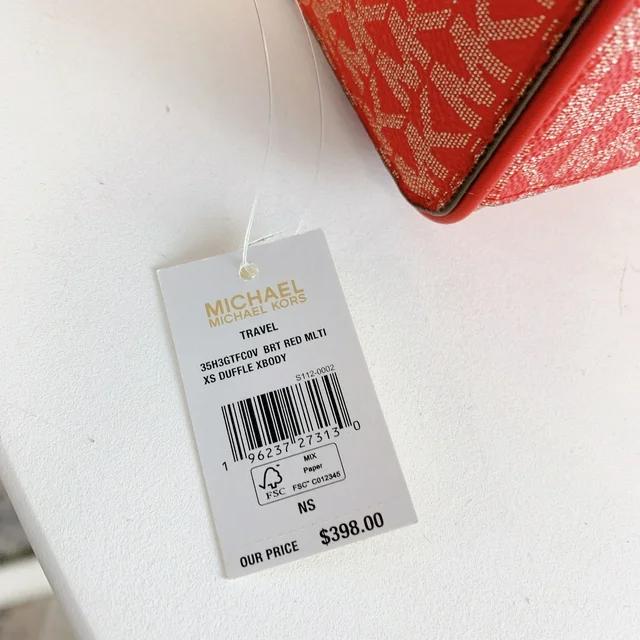 MICHAEL
MICHAEL KORS
TRAVEL
35H3GTFC0V BRT RED MLTI
XS DUFFLE XBODY
S112-0002
1 96237 27313 0
MIX
Paper
FSC
FSC® C012345
NS
OUR PRICE $398.00